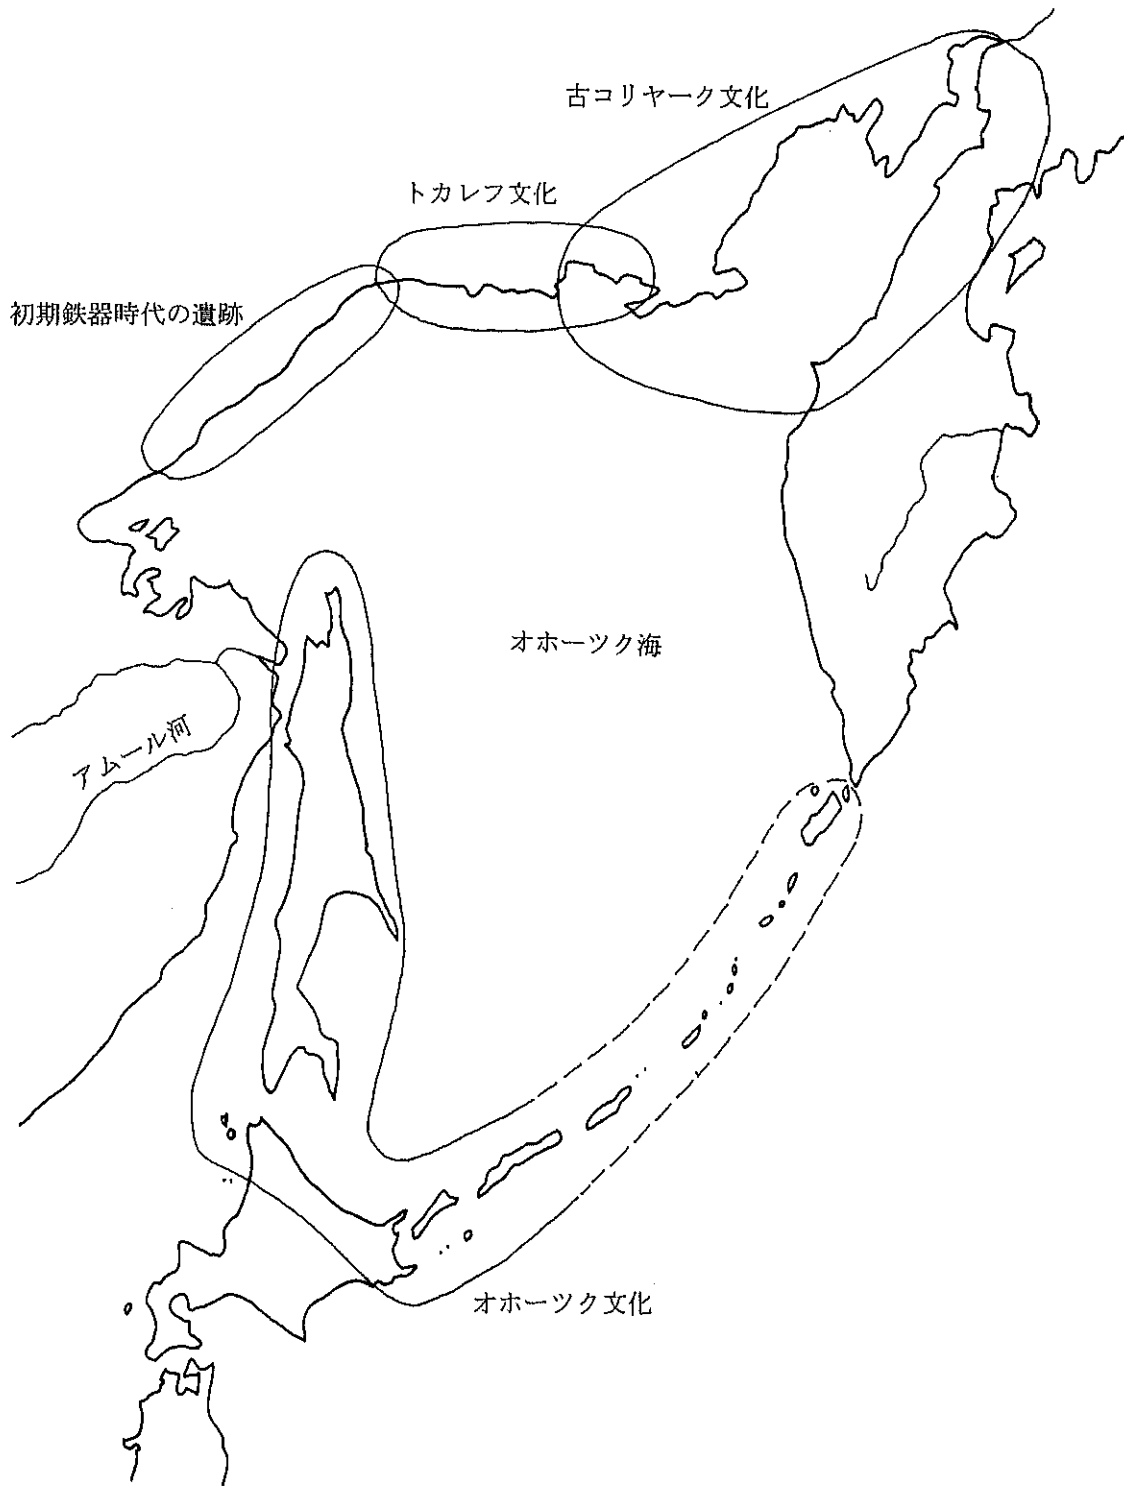 古コリヤーク文化
トカレフ文化
初期鉄器時代の遺跡
オホーツク海
アムール河
オホーツク文化